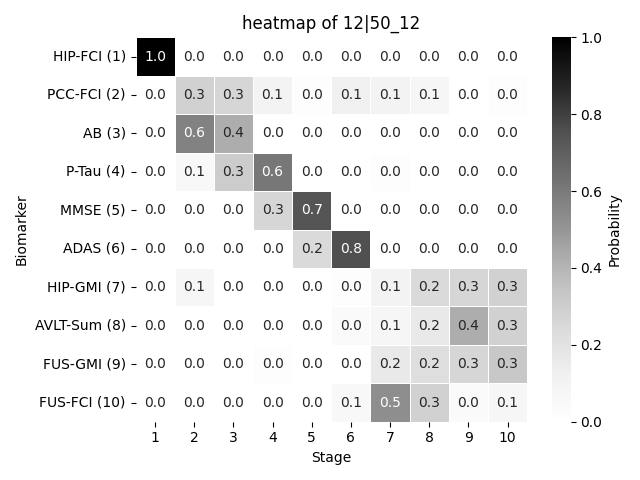 heatmap of 12|50_12
HIP-FCI (1) 1.0 0.0 0.0 0.0 0.0 0.0 0.0 0.0 0.0 0.0
PCC-FCI (2) 0.0 0.3 0.3 0.1 0.0 0.1 0.1 0.1 0.0 0.0
AB (3) 0.0 0.6 0.4 0.0 0.0 0.0 0.0 0.0 0.0 0.0
P-Tau (4) 0.0 0.1 0.3 0.6 0.0 0.0 0.0 0.0 0.0 0.0
MMSE (5) 0.0 0.0 0.0 0.3 0.7 0.0 0.0 0.0 0.0 0.0
ADAS (6) 0.0 0.0 0.0 0.0 0.2 0.8 0.0 0.0 0.0 0.0
HIP-GMI (7) 0.0 0.1 0.0 0.0 0.0 0.0 0.1 0.2 0.3 0.3
AVLT-Sum (8) 0.0 0.0 0.0 0.0 0.0 0.0 0.1 0.2 0.4 0.3
FUS-GMI (9) 0.0 0.0 0.0 0.0 0.0 0.0 0.2 0.2 0.3 0.3
FUS-FCI (10) 0.0 0.0 0.0 0.0 0.0 0.1 0.5 0.3 0.0 0.1
1 2 3 4 5 6 7 8 9 10
Stage
Biomarker
1.0
0.8
0.6
0.4
0.2
0.0
Probability